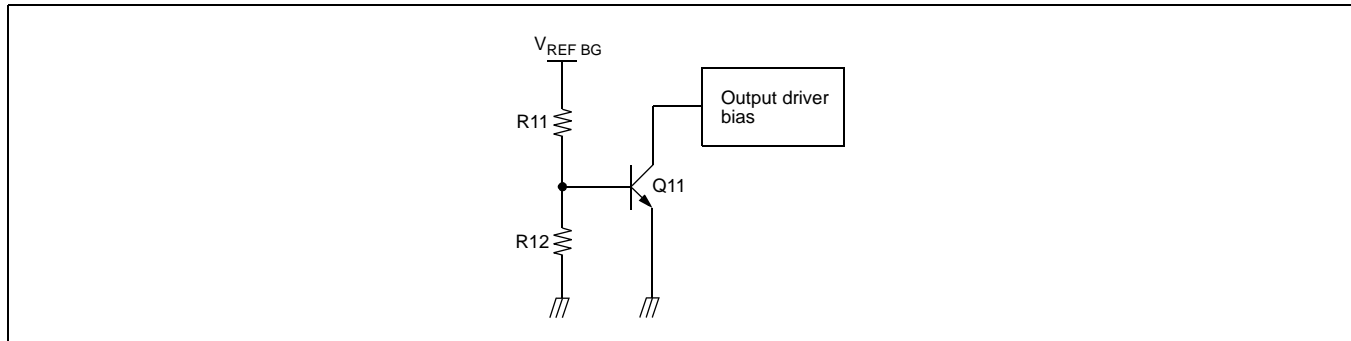 VREF BG
R11
Output driver
bias
Q11
R12